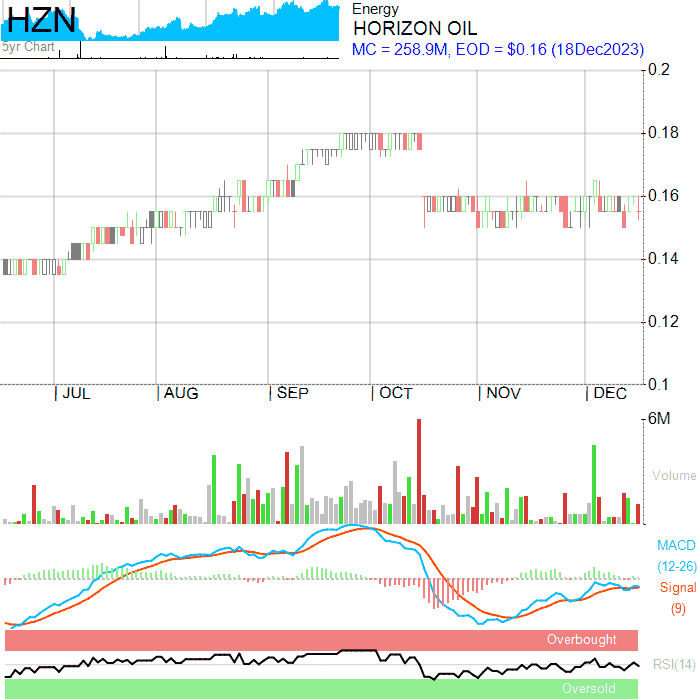 HZN
5yr Chart
Energy
HORIZON OIL
MC = 258.9M, EOD = $0.16 (18Dec2023)
0.2
0.18
0.16
0.14
0.12
0.1
JUL AUG SEP OCT NOV DEC
6M
Volume
MACD
(12-26)
Signal
(9)
Overbought
RSI(14)
Oversold